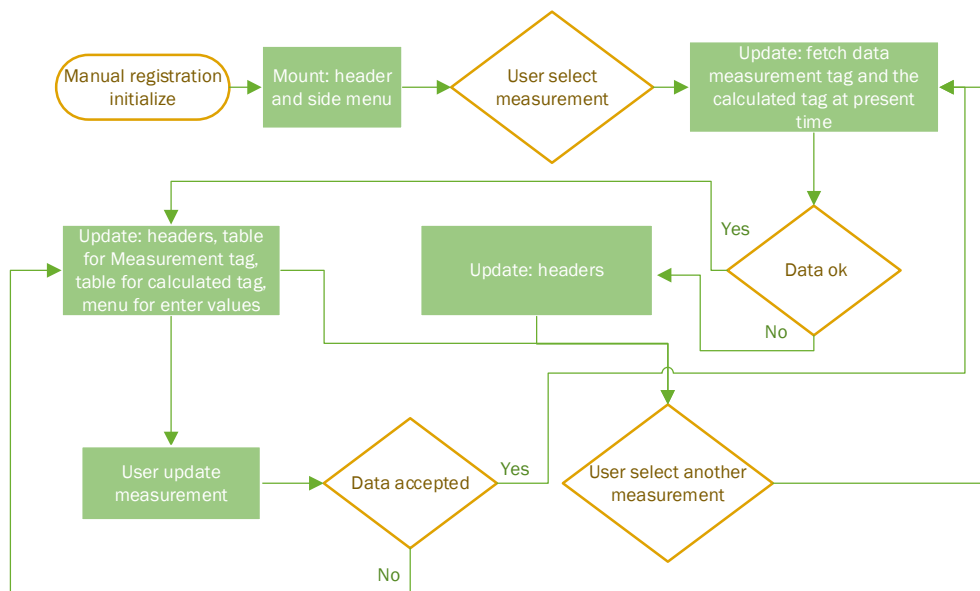 Manual registration
initialize
Mount: header
and side menu
User select
measurement
Update: fetch data
measurement tag and the
calculated tag at present
time
Yes
Data ok
No
Update: headers, table
for Measurement tag,
table for calculated tag,
menu for enter values
Update: headers
User update
measurement
Data accepted
Yes
No
User select another
measurement